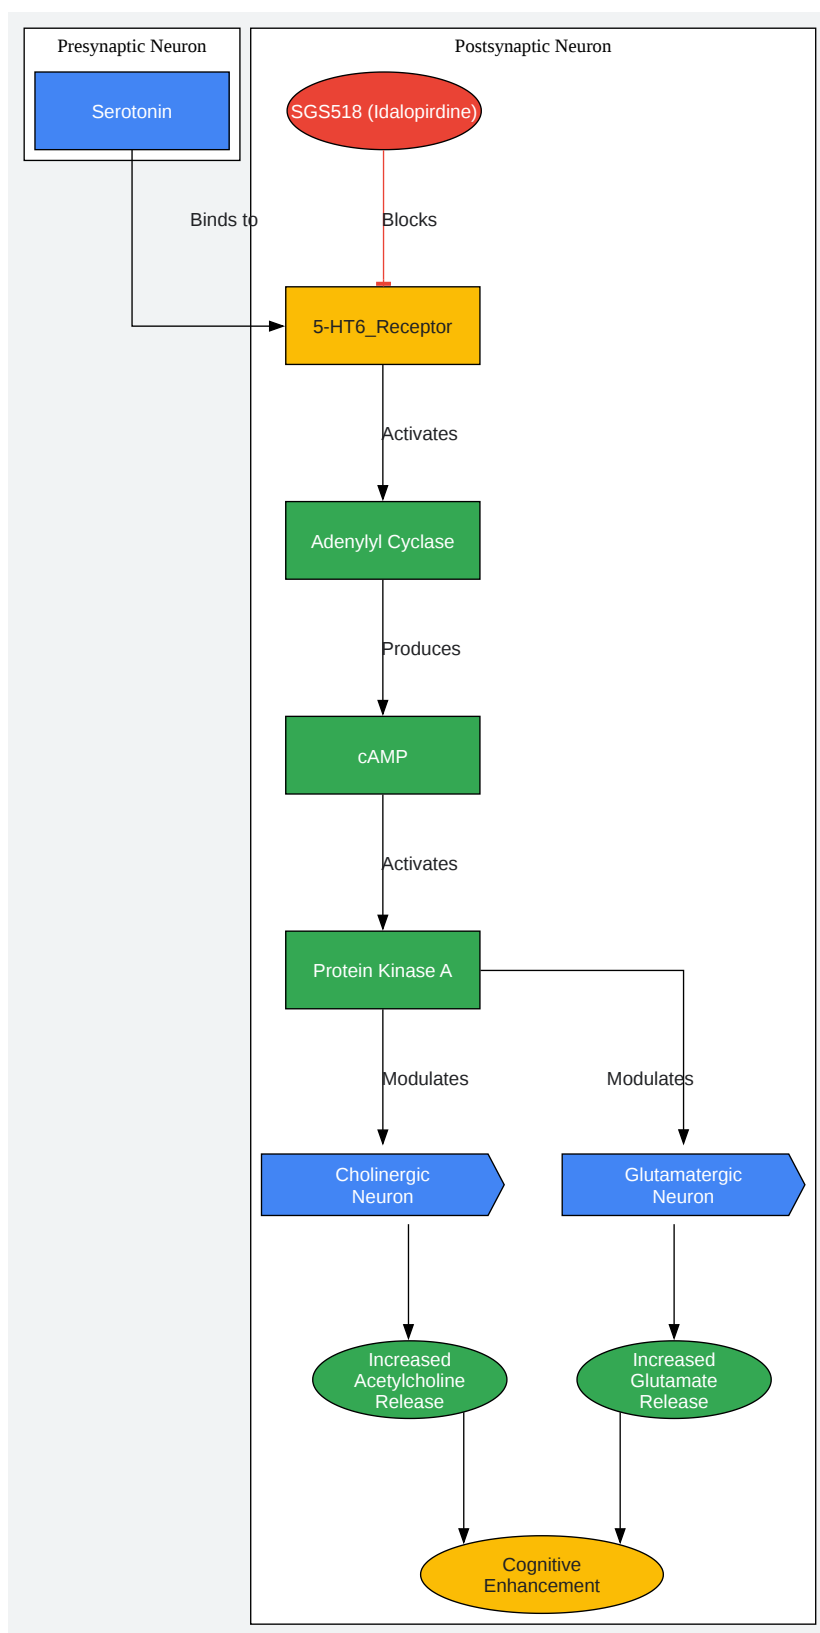 Presynaptic Neuron
Postsynaptic Neuron
Serotonin
SGS518 (Idalopirdine)
Binds to
Blocks
5-HT6_Receptor
Activates
Adenylyl Cyclase
Produces
cAMP
Activates
Protein Kinase A
Modulates
Modulates
Cholinergic
Neuron
Glutamatergic
Neuron
Increased
Acetylcholine
Release
Increased
Glutamate
Release
Cognitive
Enhancement